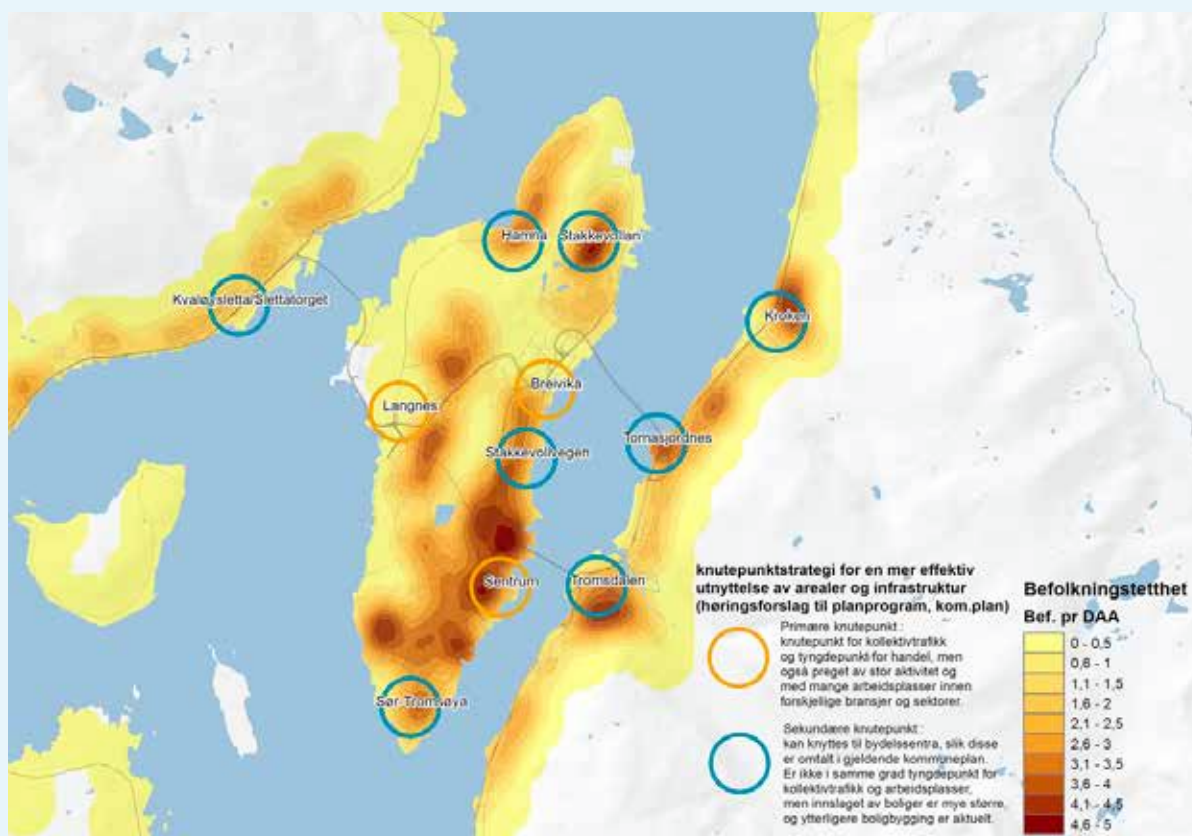 Hamna
Stakkevollan
Kvaløysletta/Slettatorget
Kroken
Breivika
Langnes
Tomasjordnes
Stakkevollvegen
Sentrum
Tromsdalen
Sør-Tromsøya
knutepunktstrategi for en mer effektiv
utnyttelse av arealer og infrastruktur
(høringsforslag til planprogram, kom.plan)
Primære knutepunkt :
knutepunkt for kollektivtrafikk
og tyngdepunkt for handel, men
også preget av stor aktivitet og
med mange arbeidsplasser innen
forskjellige bransjer og sektorer.
Sekundære knutepunkt :
kan knyttes til bydelssentra, slik disse
er omtalt i gjeldende kommuneplan.
Er ikke i samme grad tyngdepunkt for
kollektivtrafikk og arbeidsplasser,
men innslaget av boliger er mye større,
og ytterligere boligbygging er aktuelt.
Befolkningstetthet
Bef. pr DAA
0 - 0,5
0,6 - 1
1,1 - 1,5
1,6 - 2
2,1 - 2,5
2,6 - 3
3,1 - 3,5
3,6 - 4
4,1 - 4,5
4,6 - 5